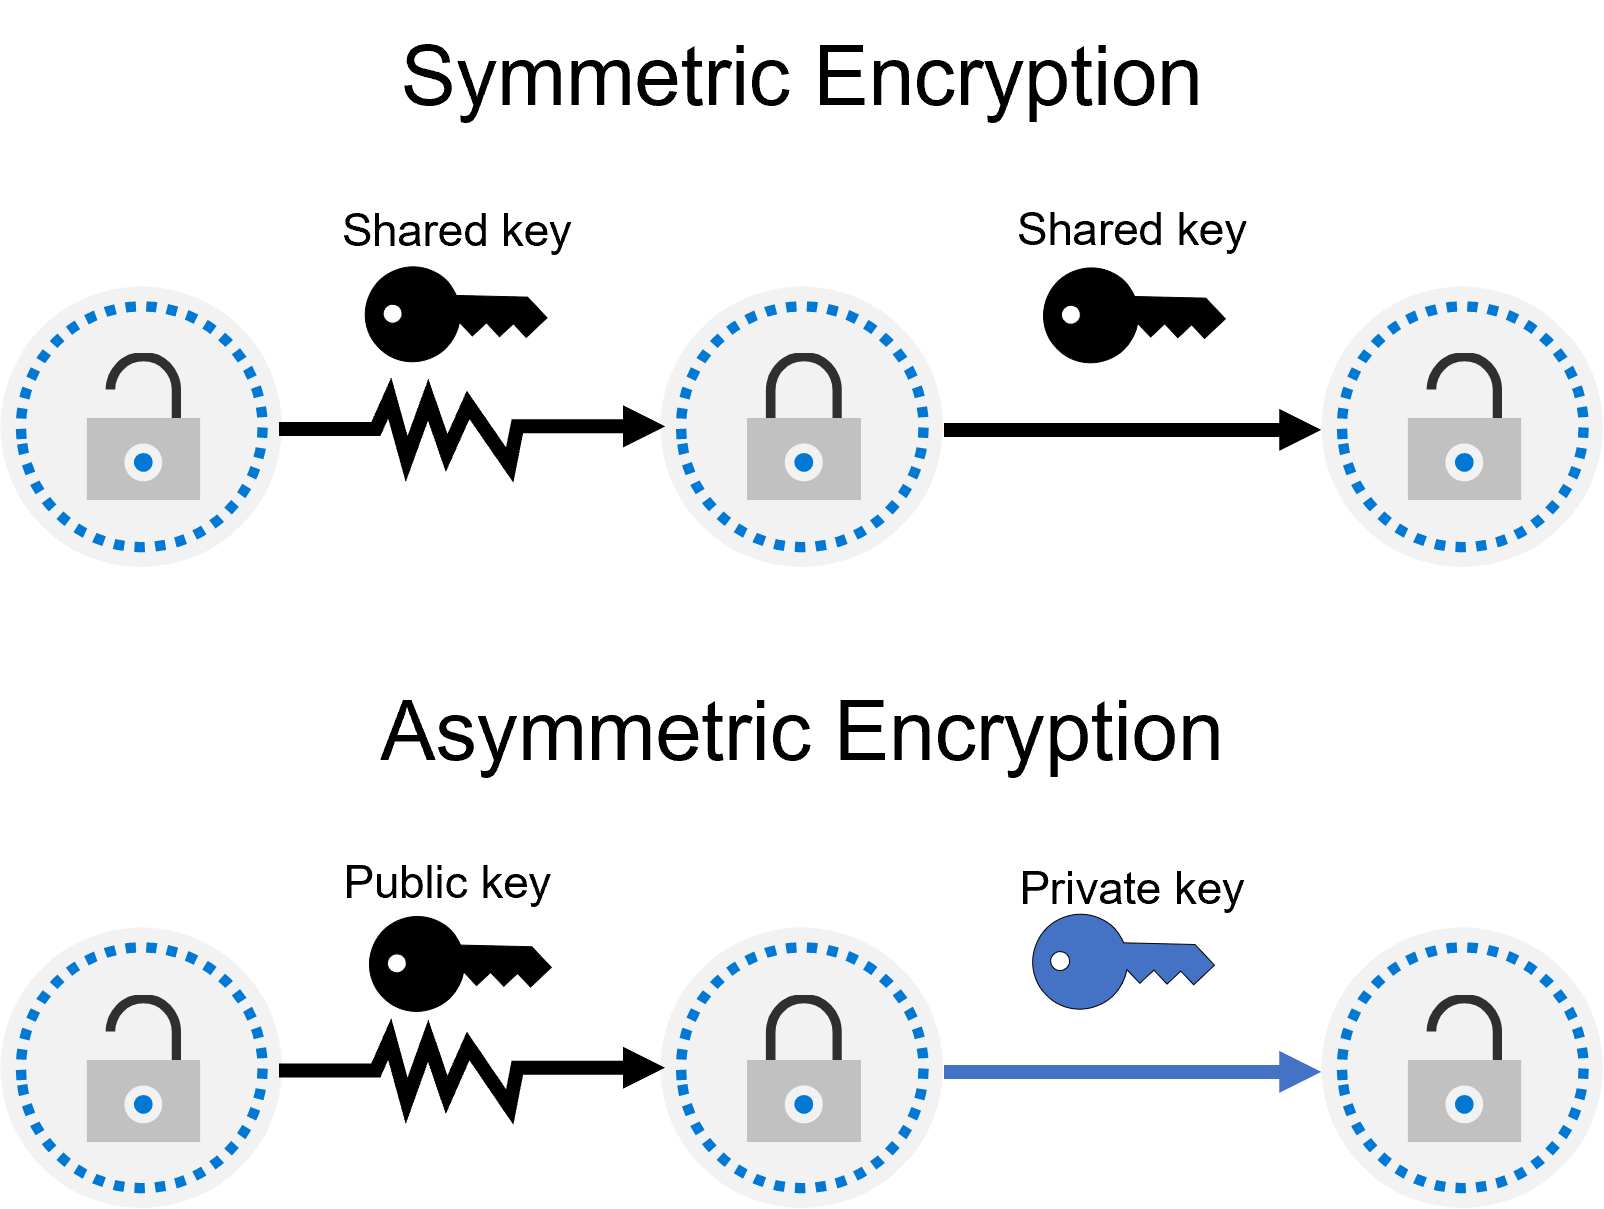 Symmetric Encryption
Shared key
Shared key
Asymmetric Encryption
Public key
Private key